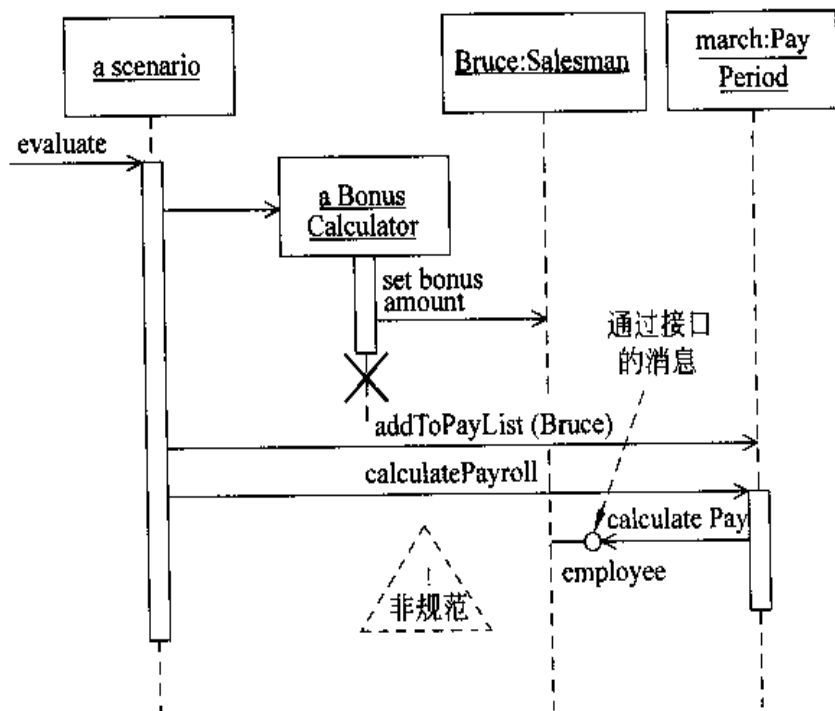 a scenario
Bruce:Salesman
march:Pay
Period
evaluate
a Bonus
Calculator
set bonus
amount
通过接口
的消息
addToPayList (Bruce)
calculatePayroll
calculate Pay
employee
!
非规范